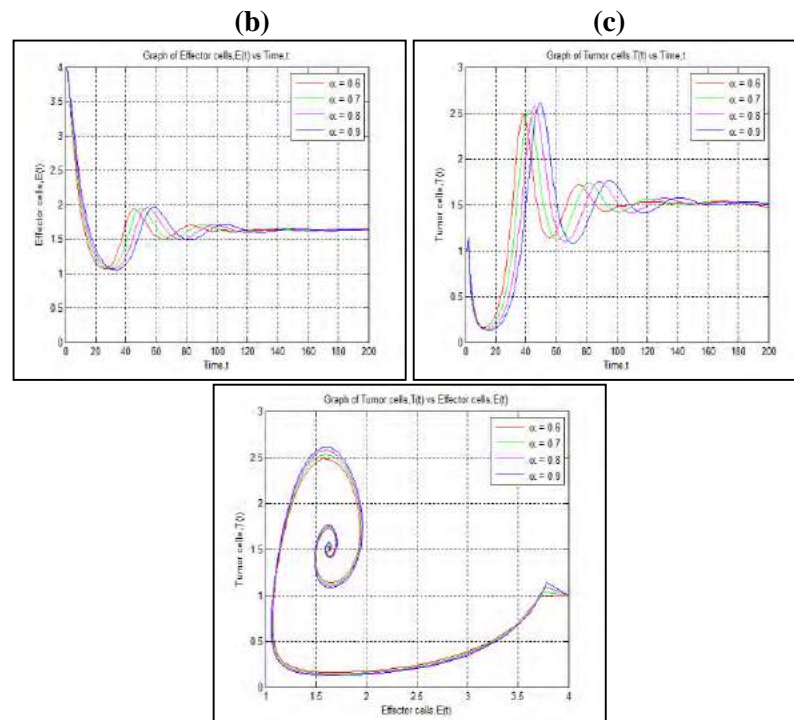 (b) (c)
Graph of Effector cells,E(t) vs Time,t
α = 0.6
α = 0.7
α = 0.8
α = 0.9
Effector cells,E(t)
4
3.5
3
2.5
2
1.5
1
0.5
0
0 20 40 60 80 100 120 140 160 180 200
Time,t
Graph of Tumor cells,T(t) vs Time,t
α = 0.6
α = 0.7
α = 0.8
α = 0.9
Tumor cells,T(t)
3
2.5
2
1.5
1
0.5
0
0 20 40 60 80 100 120 140 160 180 200
Time,t
Graph of Tumor cells,T(t) vs Effector cells,E(t)
α = 0.6
α = 0.7
α = 0.8
α = 0.9
Tumor cells,T(t)
3
2.5
2
1.5
1
0.5
0
1 1.5 2 2.5 3 3.5 4
Effector cells,E(t)